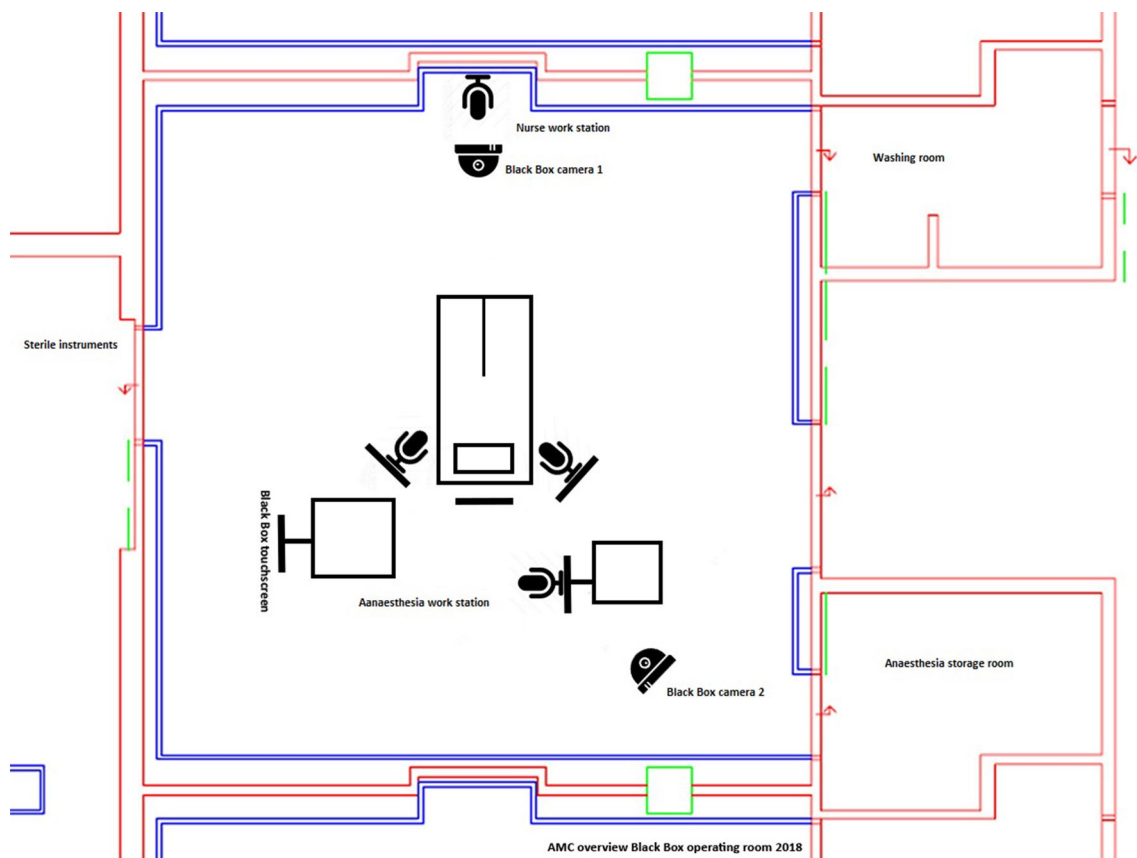 Nurse work station
Black Box camera 1
Washing room
Sterile instruments
Black Box touchscreen
Aanaesthesia work station
Anaesthesia storage room
Black Box camera 2
AMC overview Black Box operating room 2018